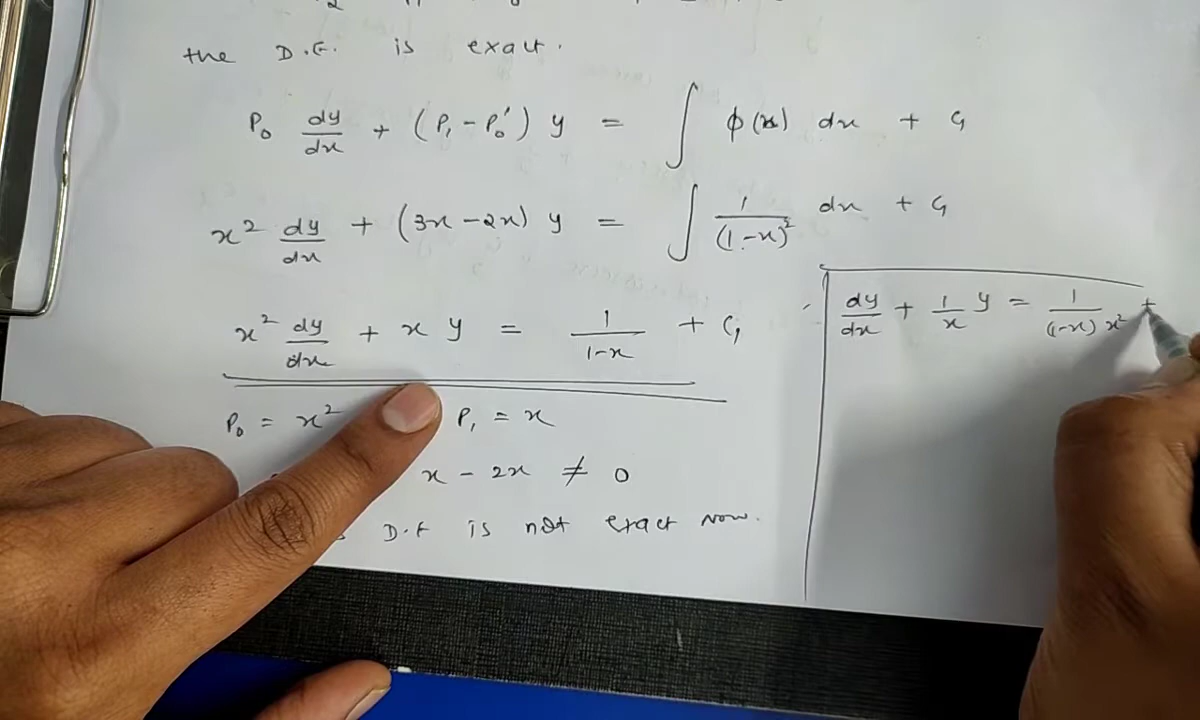 the D.E. is exact.
P₀ dy/dx + (P₁ - P₀') y = ∫ ϕ(x) dx + C₁
x² dy/dx + (3x - 2x) y = ∫ 1/(1-x)² dx + C₁
x² dy/dx + x y = 1/1-x + C₁
P₀ = x² P₁ = x
x - 2x ≠ 0
D.E is not exact now.
dy/dx + 1/x y = 1/(1-x) x² +